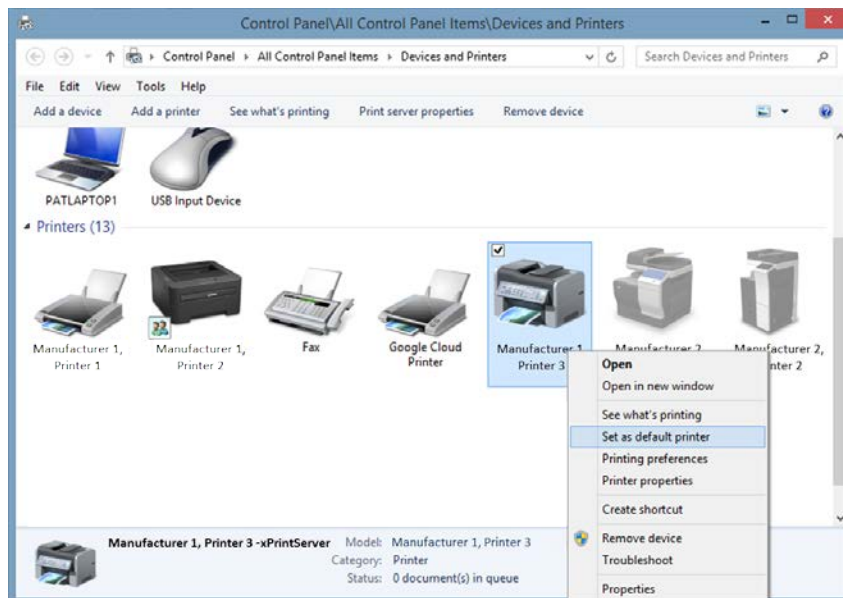 Control Panel\All Control Panel Items\Devices and Printers
Control Panel All Control Panel Items Devices and Printers Search Devices and Printers
File Edit View Tools Help
Add a device Add a printer See what's printing Print server properties Remove device
PATLAPTOP1 USB Input Device
Printers (13)
Manufacturer 1, Manufacturer 1, Fax Google Cloud Manufacturer 1 Manufacturer 2 Manufacturer 2,
Printer 1 Printer 2 Printer Printer 3 nter 2
Open
Open in new window
See what's printing
Set as default printer
Printing preferences
Printer properties
Create shortcut
Remove device
Troubleshoot
Properties
Manufacturer 1, Printer 3 -xPrintServer Model: Manufacturer 1, Printer 3
Category: Printer
Status: 0 document(s) in queue